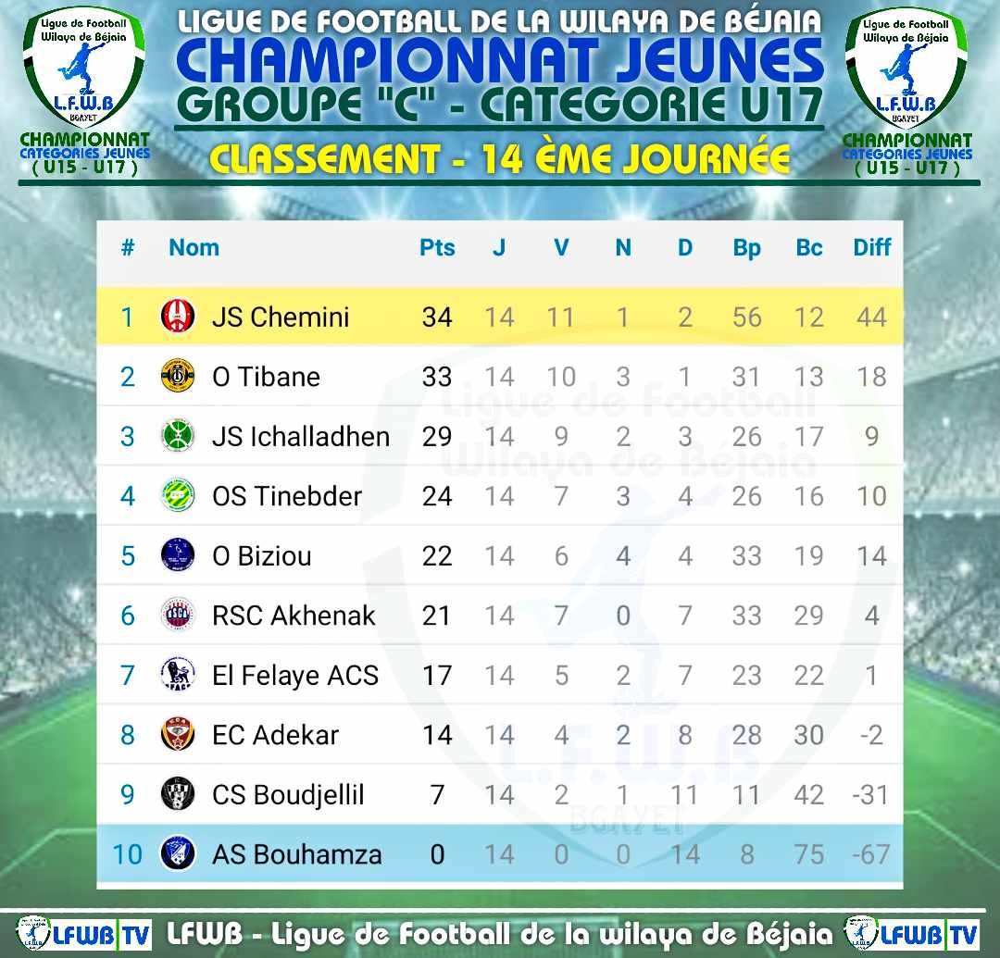 LIGUE DE FOOTBALL DE LA WILAYA DE BÉJAIA
CHAMPIONNAT JEUNES
GROUPE "C" - CATEGORIE U17
CLASSEMENT - 14 ÈME JOURNÉE
Ligue de Football
Wilaya de Béjaia
L.F.W.B
BGAYET
CHAMPIONNAT
CATEGORIES JEUNES
( U15 - U17 )
Ligue de Football
Wilaya de Béjaia
L.F.W.B
BGAYET
CHAMPIONNAT
CATEGORIES JEUNES
( U15 - U17 )
# Nom Pts J V N D Bp Bc Diff
1 JS Chemini 34 14 11 1 2 56 12 44
2 O Tibane 33 14 10 3 1 31 13 18
3 JS Ichalladhen 29 14 9 2 3 26 17 9
4 OS Tinebder 24 14 7 3 4 26 16 10
5 O Biziou 22 14 6 4 4 33 19 14
6 RSC Akhenak 21 14 7 0 7 33 29 4
7 El Felaye ACS 17 14 5 2 7 23 22 1
8 EC Adekar 14 14 4 2 8 28 30 -2
9 CS Boudjellil 7 14 2 1 11 11 42 -31
10 AS Bouhamza 0 14 0 0 14 8 75 -67
Ligue de Football
Wilaya de Béjaia
L.F.W.B
BGAYET
LFWB TV LFWB - Ligue de Football de la wilaya de Béjaia LFWB TV